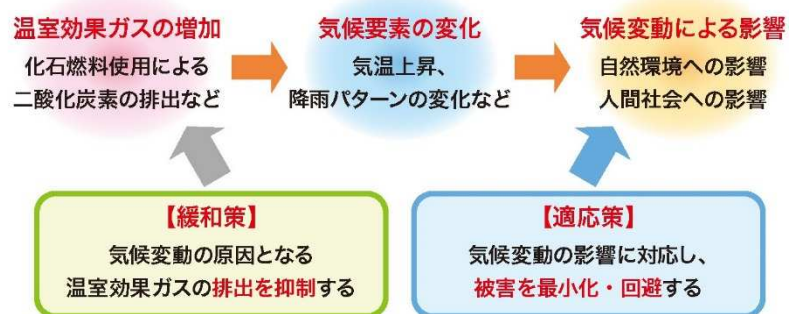 温室効果ガスの増加
化石燃料使用による
二酸化炭素の排出など
気候要素の変化
気温上昇、
降雨パターンの変化など
気候変動による影響
自然環境への影響
人間社会への影響
【緩和策】
気候変動の原因となる
温室効果ガスの排出を抑制する
【適応策】
気候変動の影響に対応し、
被害を最小化・回避する